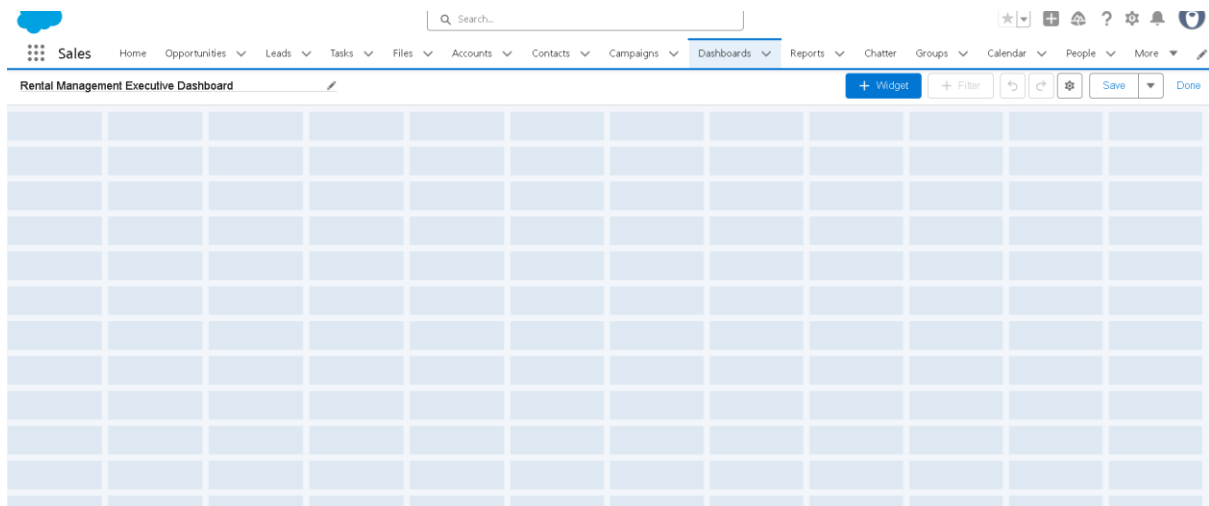 Search...
Sales Home Opportunities Leads Tasks Files Accounts Contacts Campaigns Dashboards Reports Chatter Groups Calendar People More
Rental Management Executive Dashboard + Widget + Filter Save Done